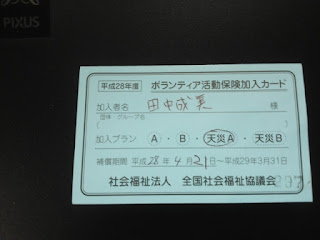 PIXUS
平成28年度 ボランティア活動保険加入カード
加入者名 田中成美 様
団体・グループ名
( )
加入プラン A・B・天災A・天災B
補償期間 平成28年4月21日〜平成29年3月31日
社会福祉法人 全国社会福祉協議会